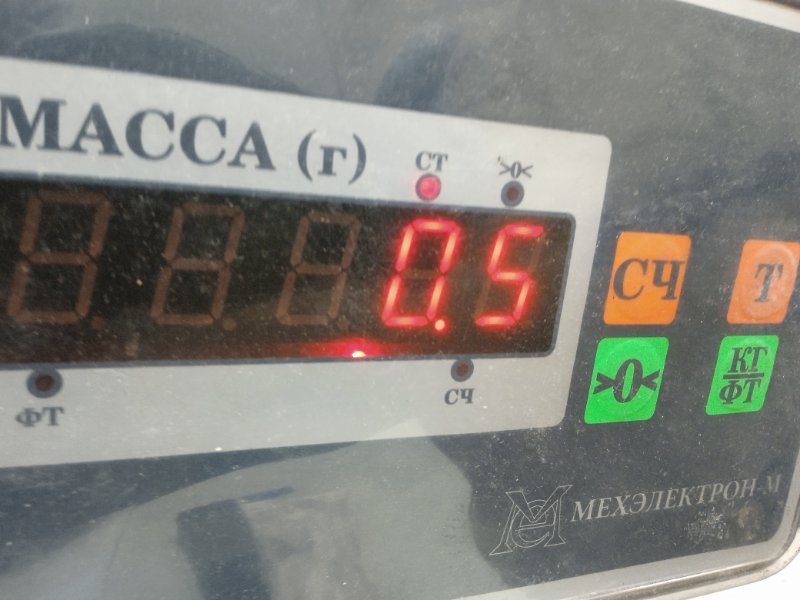 МАССА (г)
СТ >0<
0.5
ФТ СЧ
СЧ Т
>0< КГ
ФТ
МЕХЭЛЕКТРОН-М